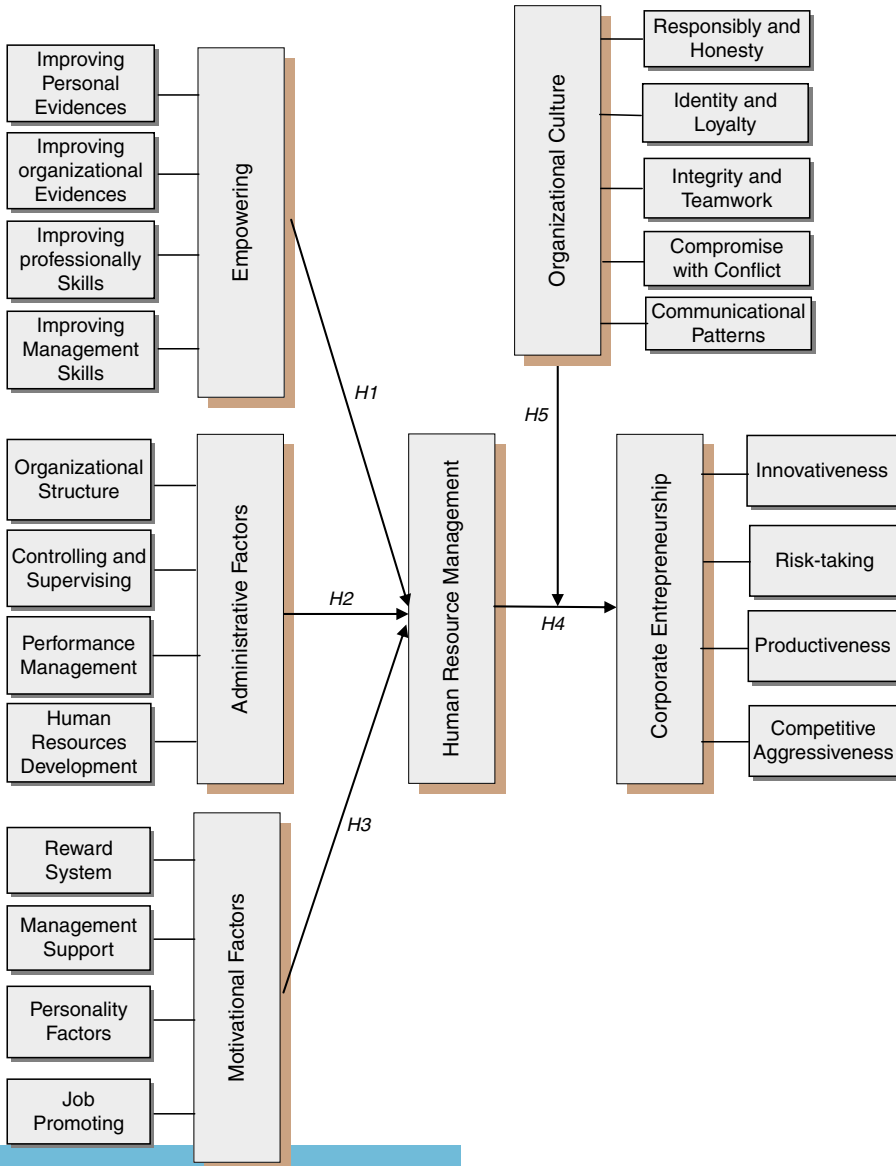 Improving
Personal
Evidences
Improving
organizational
Evidences
Improving
professionally
Skills
Improving
Management
Skills
Empowering
H1
Organizational Culture
Responsibly and
Honesty
Identity and
Loyalty
Integrity and
Teamwork
Compromise
with Conflict
Communicational
Patterns
H5
Organizational
Structure
Controlling and
Supervising
Performance
Management
Human
Resources
Development
Administrative Factors
H2
Human Resource Management
H4
Corporate Entrepreneurship
Innovativeness
Risk-taking
Productiveness
Competitive
Aggressiveness
Reward
System
Management
Support
Personality
Factors
Job
Promoting
Motivational Factors
H3